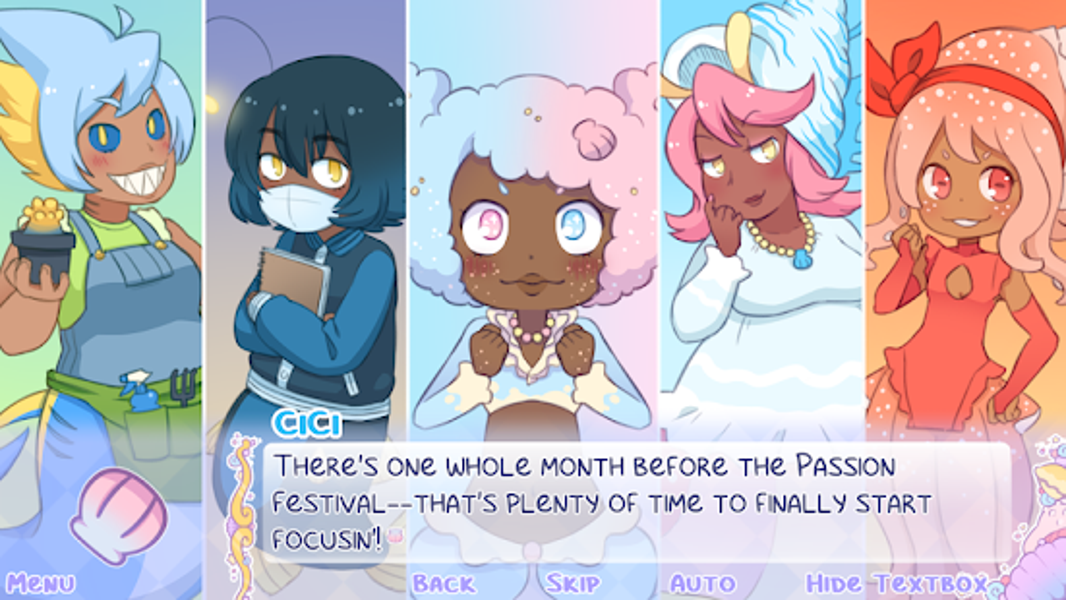 CiCi
There's one whole month before the Passion
Festival--that's plenty of time to finally start
focusin'!
Menu
Back
Skip
Auto
Hide Textbox